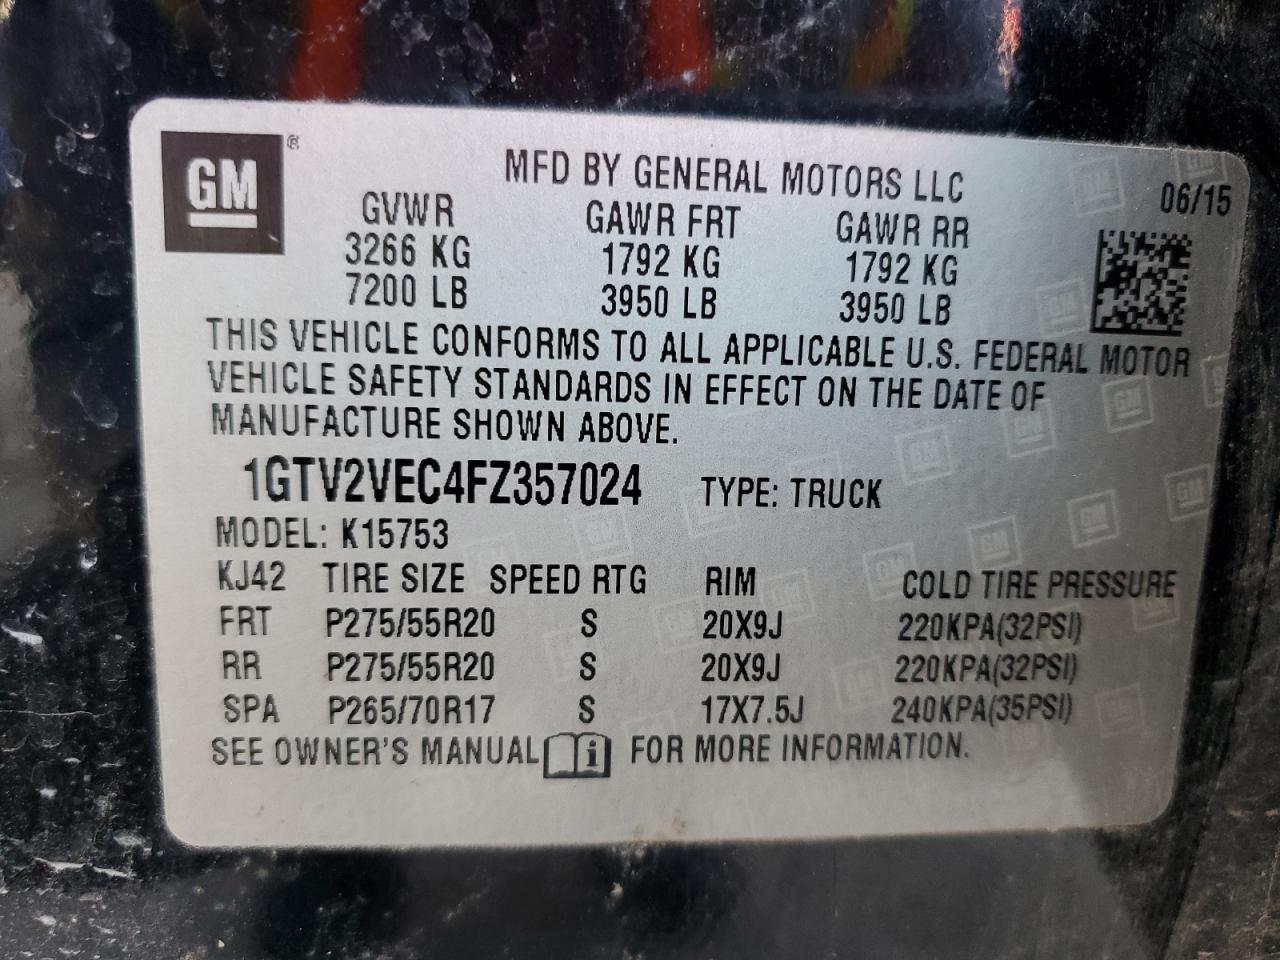 GM ®
MFD BY GENERAL MOTORS LLC
06/15
GVWR GAWR FRT GAWR RR
3266 KG 1792 KG 1792 KG
7200 LB 3950 LB 3950 LB
THIS VEHICLE CONFORMS TO ALL APPLICABLE U.S. FEDERAL MOTOR
VEHICLE SAFETY STANDARDS IN EFFECT ON THE DATE OF
MANUFACTURE SHOWN ABOVE.
1GTV2VEC4FZ357024 TYPE: TRUCK
MODEL: K15753
KJ42 TIRE SIZE SPEED RTG RIM COLD TIRE PRESSURE
FRT P275/55R20 S 20X9J 220KPA(32PSI)
RR P275/55R20 S 20X9J 220KPA(32PSI)
SPA P265/70R17 S 17X7.5J 240KPA(35PSI)
SEE OWNER'S MANUAL i FOR MORE INFORMATION.